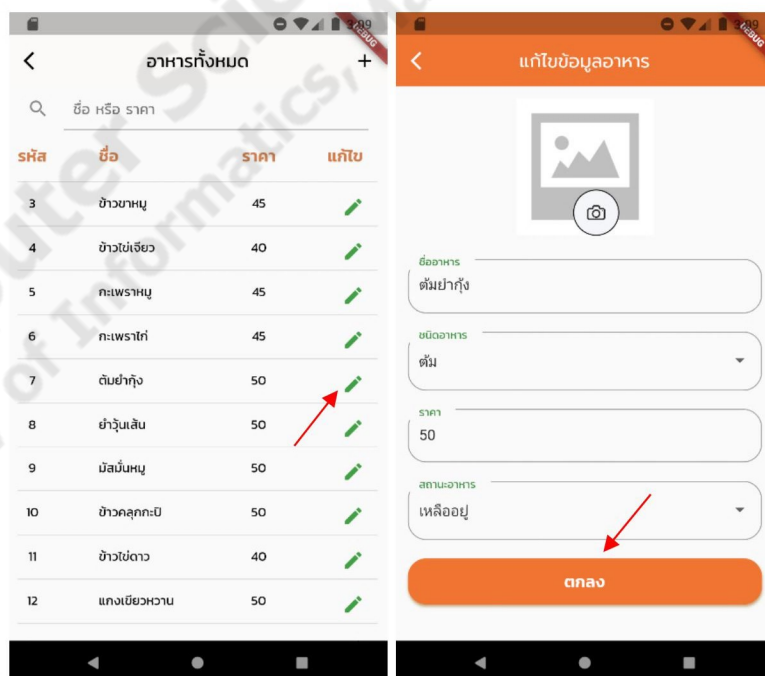 อาหารทั้งหมด
ชื่อ หรือ ราคา
รหัส ชื่อ ราคา แก้ไข
3 ข้าวขาหมู 45
4 ข้าวไข่เจียว 40
5 กะเพราหมู 45
6 กะเพราไก่ 45
7 ต้มยำกุ้ง 50
8 ยำวุ้นเส้น 50
9 มัสมั่นหมู 50
10 ข้าวคลุกกะปิ 50
11 ข้าวไข่ดาว 40
12 แกงเขียวหวาน 50
แก้ไขข้อมูลอาหาร
ชื่ออาหาร
ต้มยำกุ้ง
ชนิดอาหาร
ต้ม
ราคา
50
สถานะอาหาร
เหลืออยู่
ตกลง